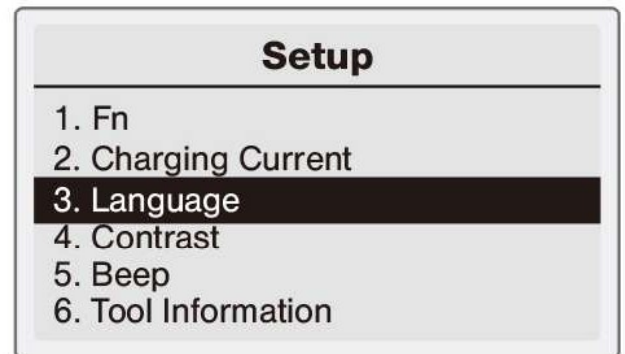 Setup
1. Fn
2. Charging Current
3. Language
4. Contrast
5. Beep
6. Tool Information